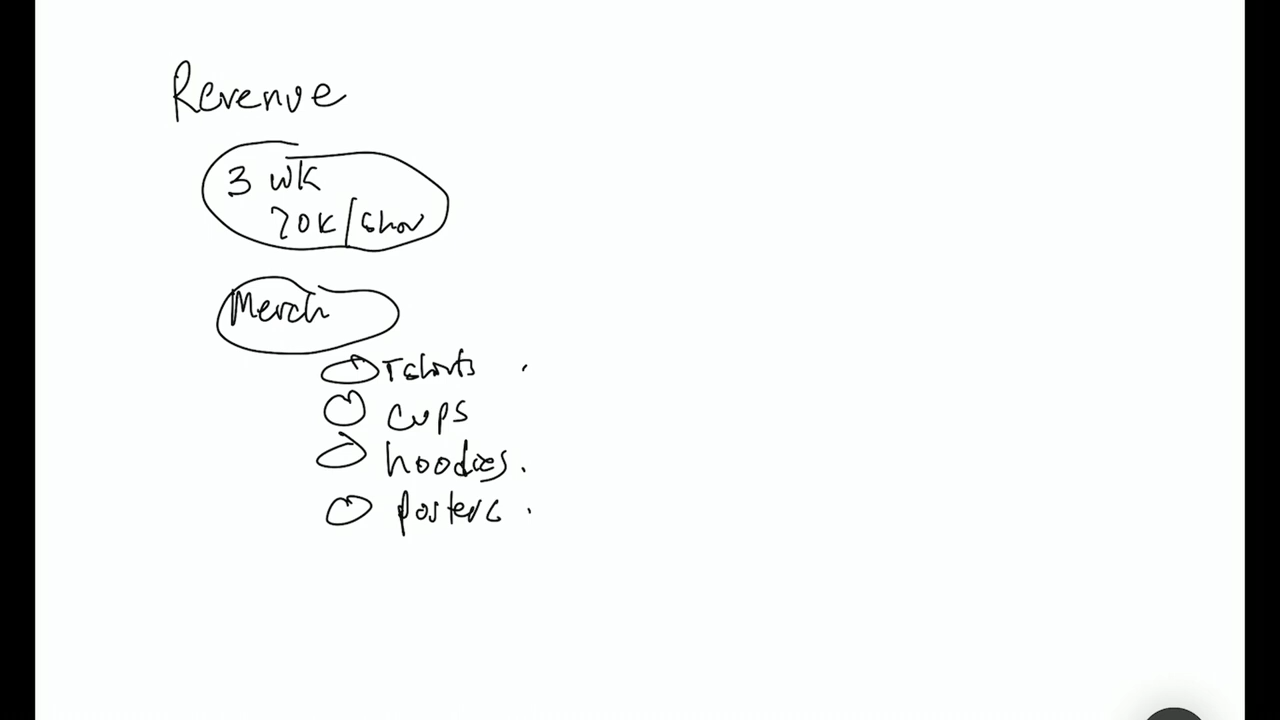 Revenue
3 WK
20K/show
Merch
Tshirts
cups
hoodies.
posters